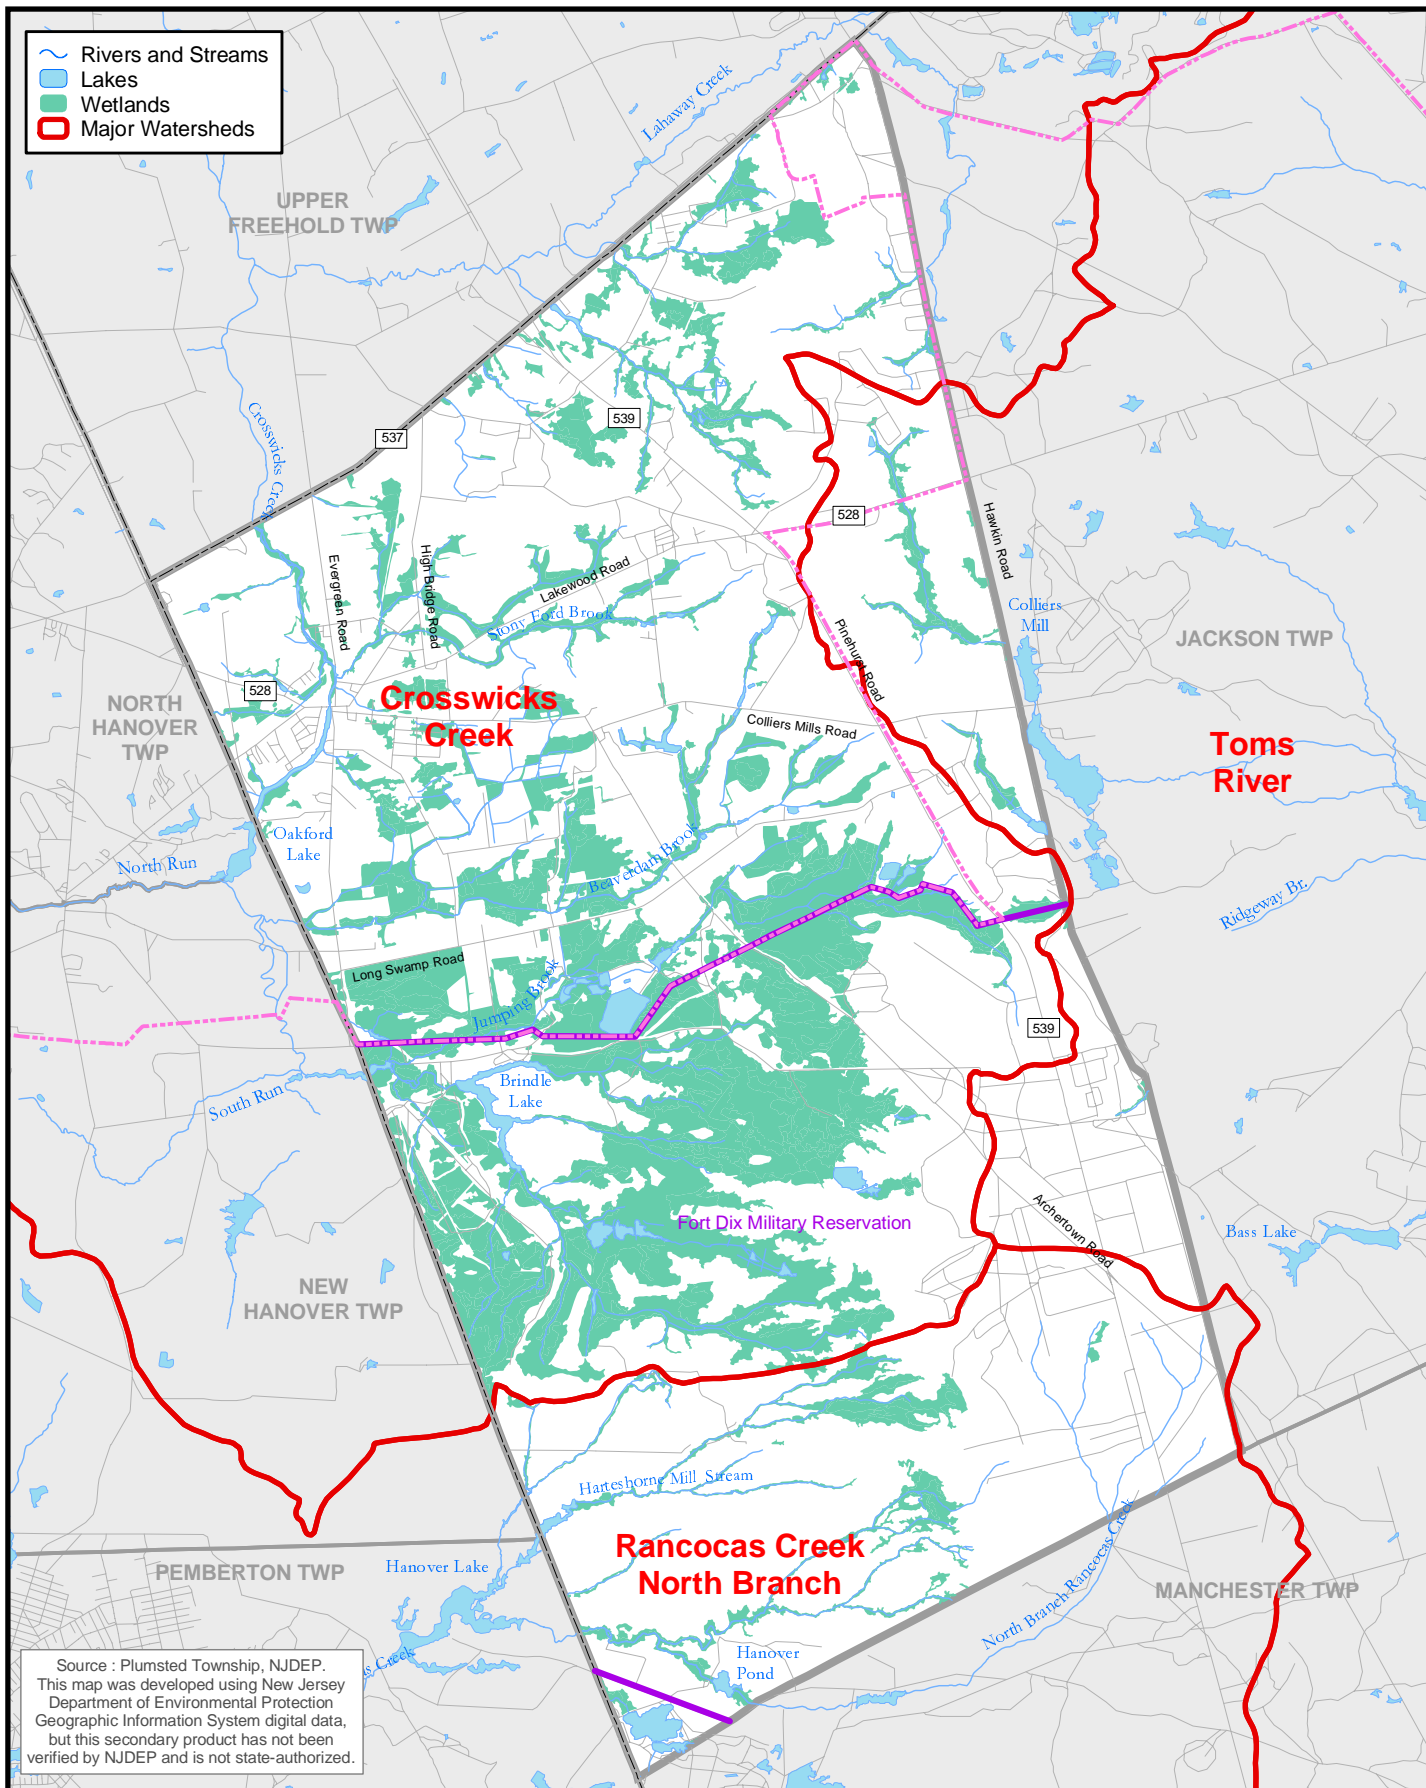 Rivers and Streams
Lakes
Wetlands
Major Watersheds
Lahaway Creek
UPPER
FREEHOLD TWP
Crosswicks Creek
537
539
528
Hawkin Road
Evergreen Road
High Bridge Road
Lakewood Road
Stony Ford Brook
Colliers
Mill
Pinehurst Road
JACKSON TWP
528
NORTH
HANOVER
TWP
Crosswicks
Creek
Colliers Mills Road
Toms
River
Oakford
Lake
North Run
Beaverdam Brook
Ridgeway Br.
Long Swamp Road
Jumping Brook
539
Brindle
Lake
South Run
Archertown Road
Fort Dix Military Reservation
Bass Lake
NEW
HANOVER TWP
Harteshorne Mill Stream
Rancocas Creek
North Branch
North Branch Rancocas Creek
Hanover Lake
PEMBERTON TWP
MANCHESTER TWP
Hanover
Pond
s Creek
Source : Plumsted Township, NJDEP.
This map was developed using New Jersey
Department of Environmental Protection
Geographic Information System digital data,
but this secondary product has not been
verified by NJDEP and is not state-authorized.